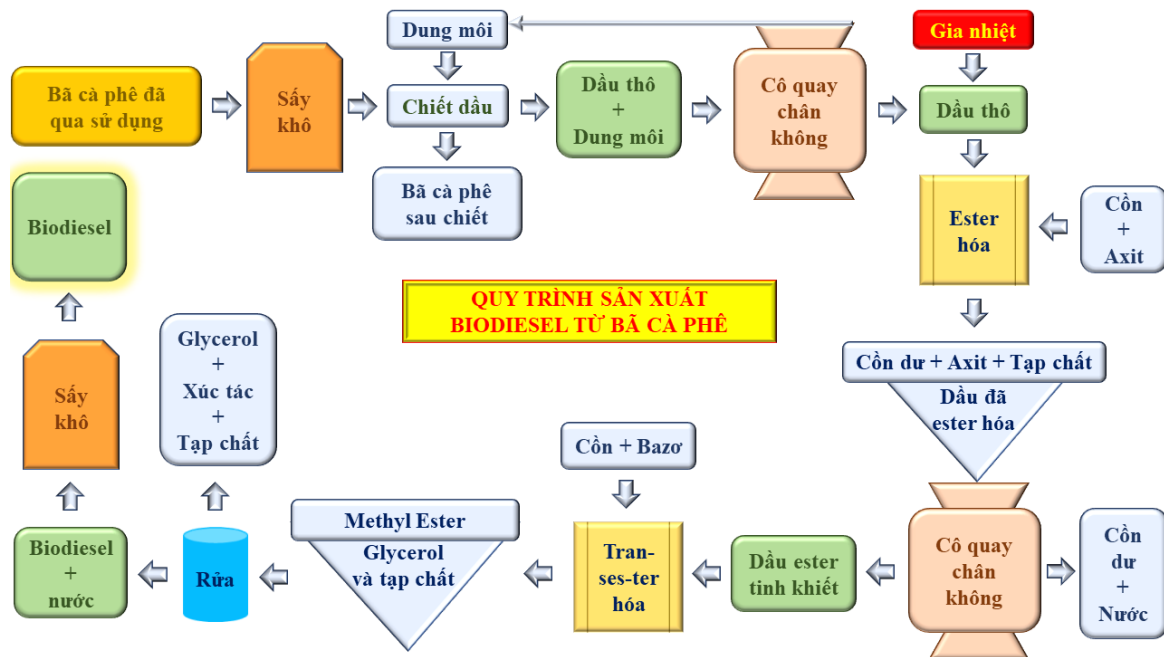 Bã cà phê đã
qua sử dụng
Sấy
khô
Dung môi
Chiết dầu
Bã cà phê
sau chiết
Dầu thô
+
Dung môi
Cô quay
chân
không
Gia nhiệt
Dầu thô
Ester
hóa
Cồn
+
Axit
QUY TRÌNH SẢN XUẤT
BIODIESEL TỪ BÃ CÀ PHÊ
Cồn dư + Axit + Tạp chất
Dầu đã
ester hóa
Cô quay
chân
không
Cồn
dư
+
Nước
Dầu ester
tinh khiết
Cồn + Bazơ
Tran-
ses-ter
hóa
Methyl Ester
Glycerol
và tạp chất
Rửa
Glycerol
+
Xúc tác
+
Tạp chất
Biodiesel
+
nước
Sấy
khô
Biodiesel